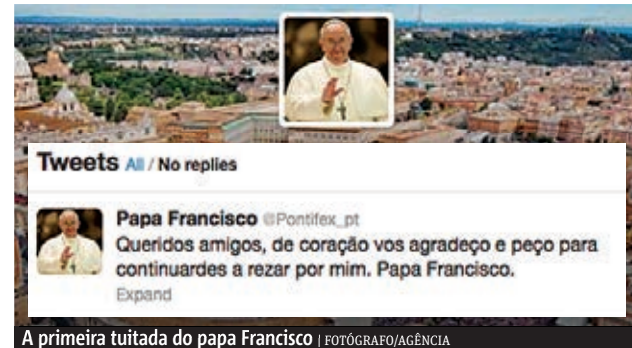 Tweets All / No replies
Papa Francisco @Pontifex_pt
Queridos amigos, de coração vos agradeço e peço para
continuardes a rezar por mim. Papa Francisco.
Expand
A primeira tuitada do papa Francisco | FOTÓGRAFO/AGÊNCIA